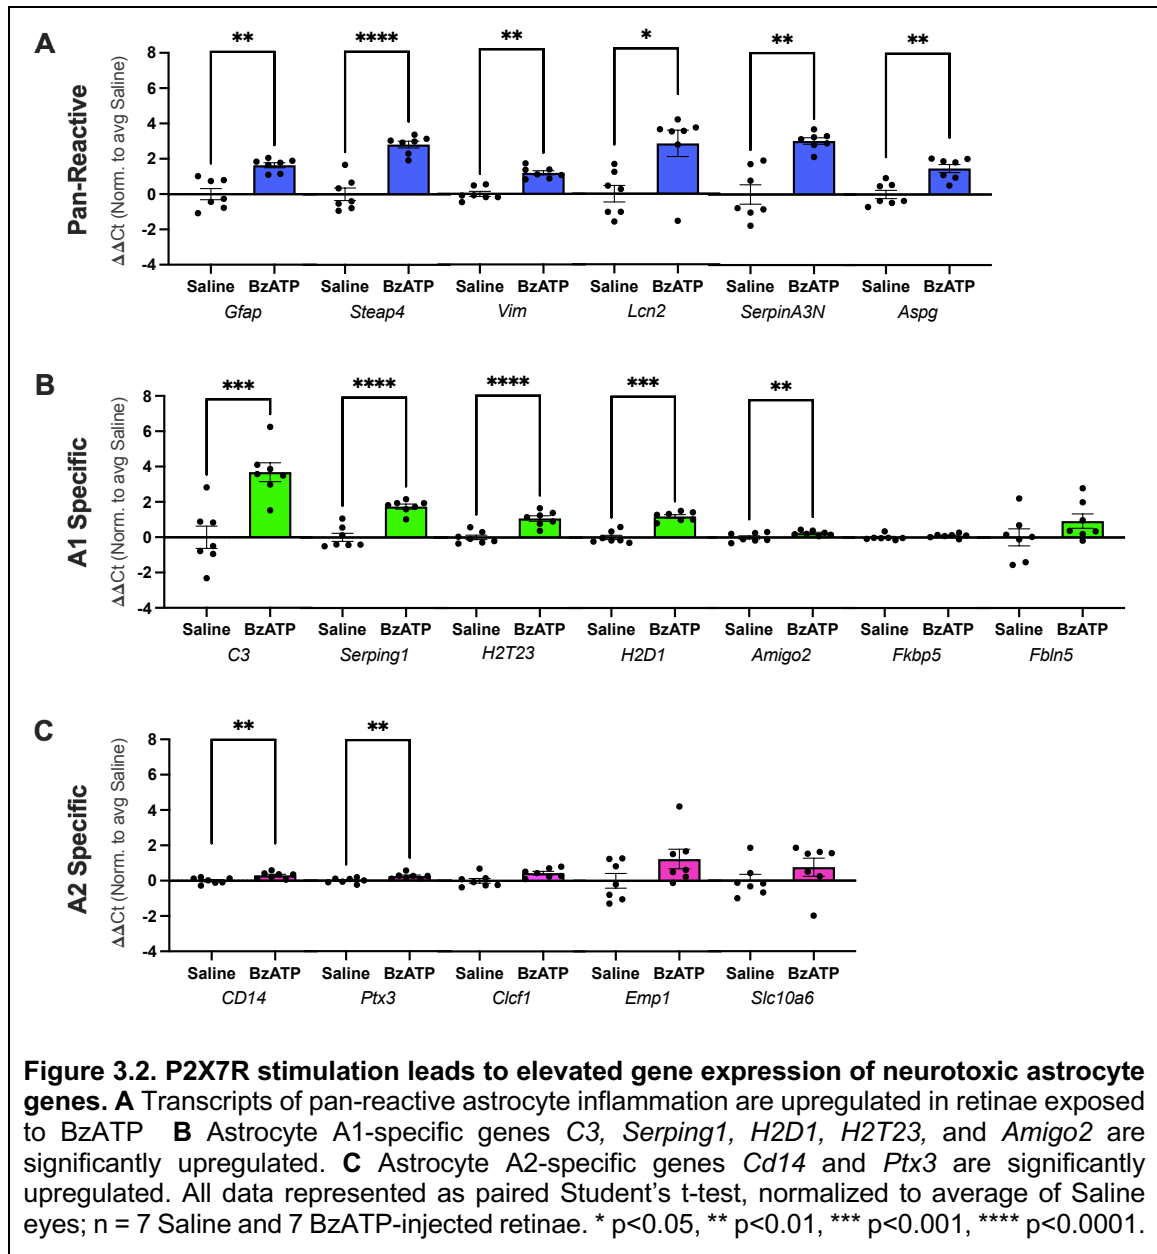 A
Pan-Reactive
ΔΔCt (Norm. to avg Saline)
8
6
4
2
0
-2
-4
** **** ** * ** **
Saline BzATP Saline BzATP Saline BzATP Saline BzATP Saline BzATP Saline BzATP
Gfap Steap4 Vim Lcn2 SerpinA3N Aspg
B
A1 Specific
ΔΔCt (Norm. to avg Saline)
8
6
4
2
0
-2
-4
*** **** **** *** **
Saline BzATP Saline BzATP Saline BzATP Saline BzATP Saline BzATP Saline BzATP Saline BzATP
C3 Serping1 H2T23 H2D1 Amigo2 Fkbp5 Fbln5
C
A2 Specific
ΔΔCt (Norm. to avg Saline)
8
6
4
2
0
-2
-4
** **
Saline BzATP Saline BzATP Saline BzATP Saline BzATP Saline BzATP
CD14 Ptx3 Clcf1 Emp1 Slc10a6
Figure 3.2. P2X7R stimulation leads to elevated gene expression of neurotoxic astrocyte
genes. A Transcripts of pan-reactive astrocyte inflammation are upregulated in retinae exposed
to BzATP B Astrocyte A1-specific genes C3, Serping1, H2D1, H2T23, and Amigo2 are
significantly upregulated. C Astrocyte A2-specific genes Cd14 and Ptx3 are significantly
upregulated. All data represented as paired Student’s t-test, normalized to average of Saline
eyes; n = 7 Saline and 7 BzATP-injected retinae. * p<0.05, ** p<0.01, *** p<0.001, **** p<0.0001.